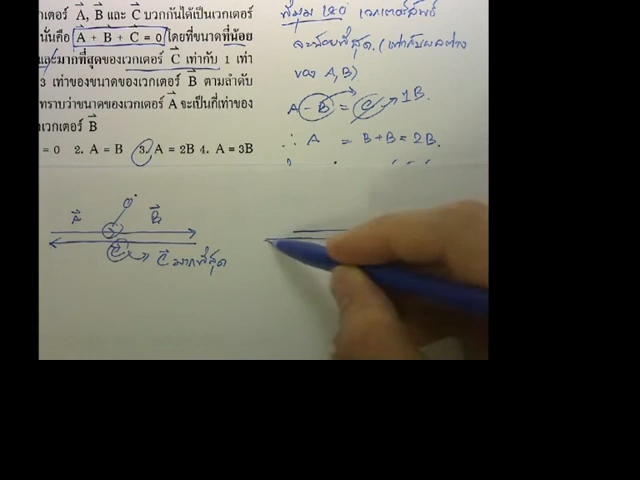 กเตอร์ A, B และ C บวกกันได้เป็นเวกเตอร์
นั่นคือ A + B + C = 0 โดยที่ขนาดที่น้อย
และมากที่สุดของเวกเตอร์ C เท่ากับ 1 เท่า
3 เท่าของขนาดของเวกเตอร์ B ตามลำดับ
ทราบว่าขนาดของเวกเตอร์ A จะเป็นกี่เท่าของ
เวกเตอร์ B
= 0 2. A = B 3. A = 2B 4. A = 3B
ที่มุม 180° เวกเตอร์ลัพธ์
จะน้อยที่สุด (เท่ากับผลต่าง
ของ A, B)
A - B = C → 1B.
∴ A = B + B = 2B.
0°
A B
C มากที่สุด